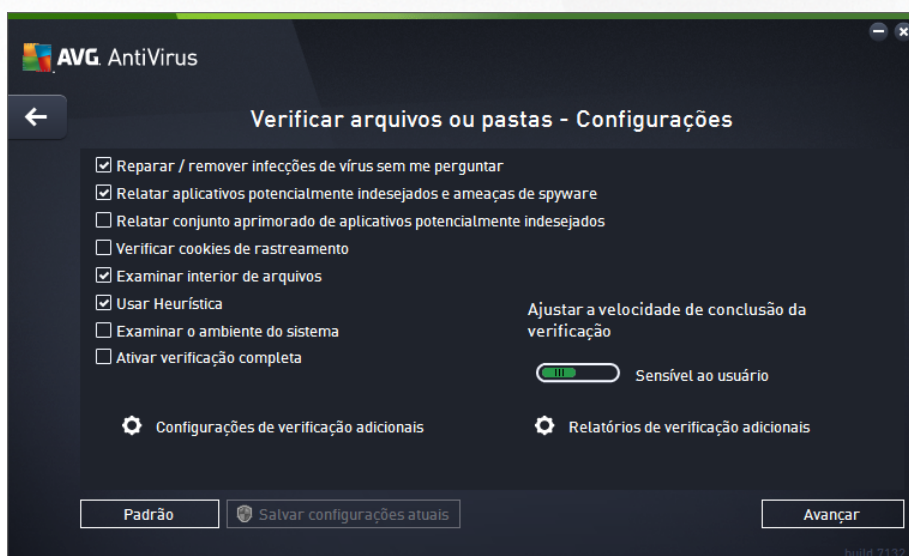 AVG. AntiVirus
Verificar arquivos ou pastas - Configurações
Reparar / remover infecções de vírus sem me perguntar
Relatar aplicativos potencialmente indesejados e ameaças de spyware
Relatar conjunto aprimorado de aplicativos potencialmente indesejados
Verificar cookies de rastreamento
Examinar interior de arquivos
Usar Heurística
Examinar o ambiente do sistema
Ativar verificação completa
Ajustar a velocidade de conclusão da
verificação
Sensível ao usuário
Configurações de verificação adicionais
Relatórios de verificação adicionais
Padrão
Salvar configurações atuais
Avançar
build 7132